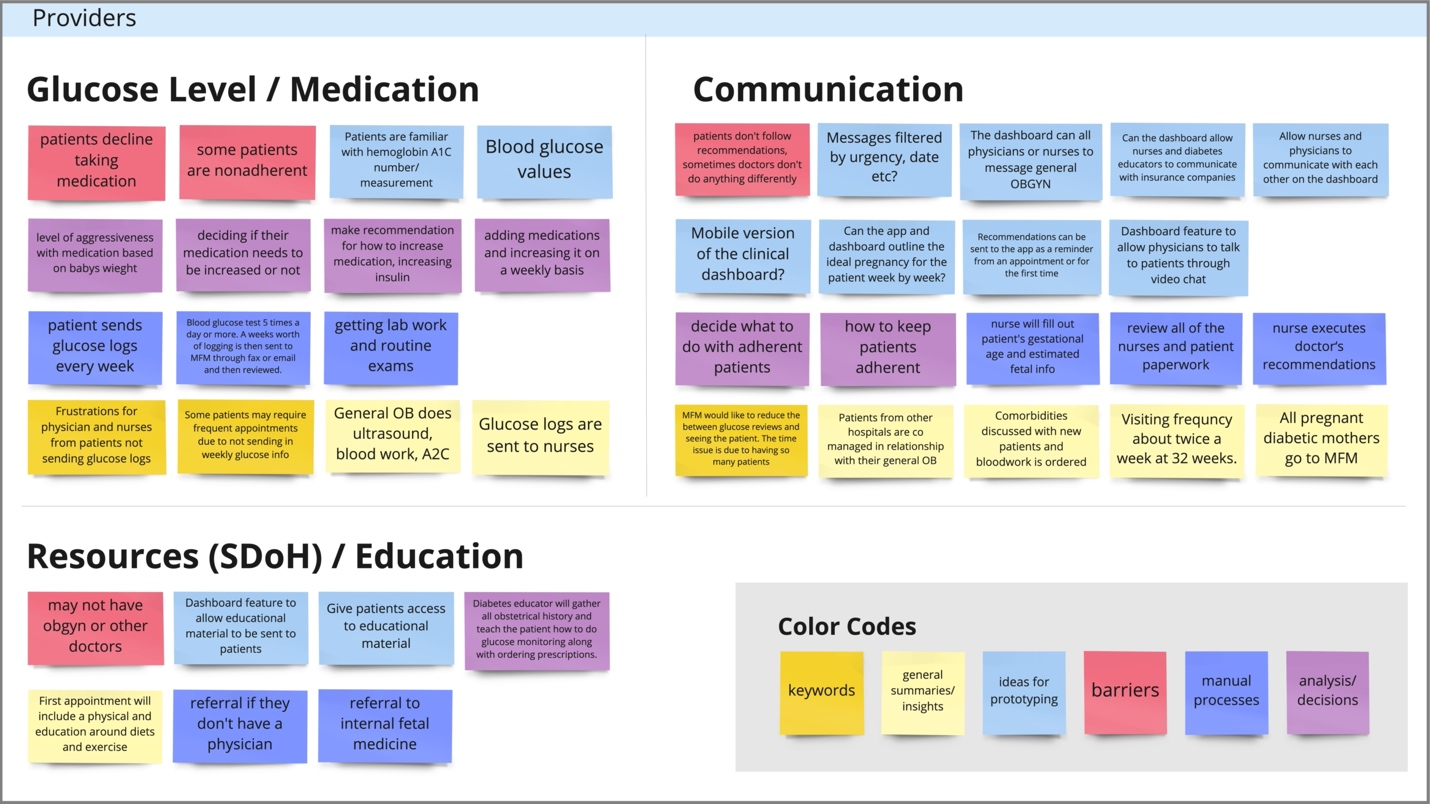 Providers
Glucose Level / Medication
patients decline
taking
medication
some patients
are nonadherent
Patients are familiar
with hemoglobin A1C
number/
measurement
Blood glucose
values
level of aggressiveness
with medication based
on babys wieght
deciding if their
medication needs to
be increased or not
make recommendation
for how to increase
medication, increasing
insulin
adding medications
and increasing it on
a weekly basis
patient sends
glucose logs
every week
Blood glucose test 5 times a
day or more. A weeks worth
of logging is then sent to
MFM through fax or email
and then reviewed.
getting lab work
and routine
exams
Frustrations for
physician and nurses
from patients not
sending glucose logs
Some patients may require
frequent appointments
due to not sending in
weekly glucose info
General OB does
ultrasound,
blood work, A2C
Glucose logs are
sent to nurses
Communication
patients don't follow
recommendations,
sometimes doctors don't
do anything differently
Messages filtered
by urgency, date
etc?
The dashboard can all
physicians or nurses to
message general
OBGYN
Can the dashboard allow
nurses and diabetes
educators to communicate
with insurance companies
Allow nurses and
physicians to
communicate with each
other on the dashboard
Mobile version
of the clinical
dashboard?
Can the app and
dashboard outline the
ideal pregnancy for the
patient week by week?
Recommendations can be
sent to the app as a reminder
from an appointment or for
the first time
Dashboard feature to
allow physicians to talk
to patients through
video chat
decide what to
do with adherent
patients
how to keep
patients
adherent
nurse will fill out
patient's gestational
age and estimated
fetal info
review all of the
nurses and patient
paperwork
nurse executes
doctor's
recommendations
MFM would like to reduce the
between glucose reviews and
seeing the patient. The time
issue is due to having so
many patients
Patients from other
hospitals are co
managed in relationship
with their general OB
Comorbidities
discussed with new
patients and
bloodwork is ordered
Visiting frequncy
about twice a
week at 32 weeks.
All pregnant
diabetic mothers
go to MFM
Resources (SDoH) / Education
may not have
obgyn or other
doctors
Dashboard feature to
allow educational
material to be sent to
patients
Give patients access
to educational
material
Diabetes educator will gather
all obstetrical history and
teach the patient how to do
glucose monitoring along
with ordering prescriptions.
First appointment will
include a physical and
education around diets
and exercise
referral if they
don't have a
physician
referral to
internal fetal
medicine
Color Codes
keywords
general
summaries/
insights
ideas for
prototyping
barriers
manual
processes
analysis/
decisions